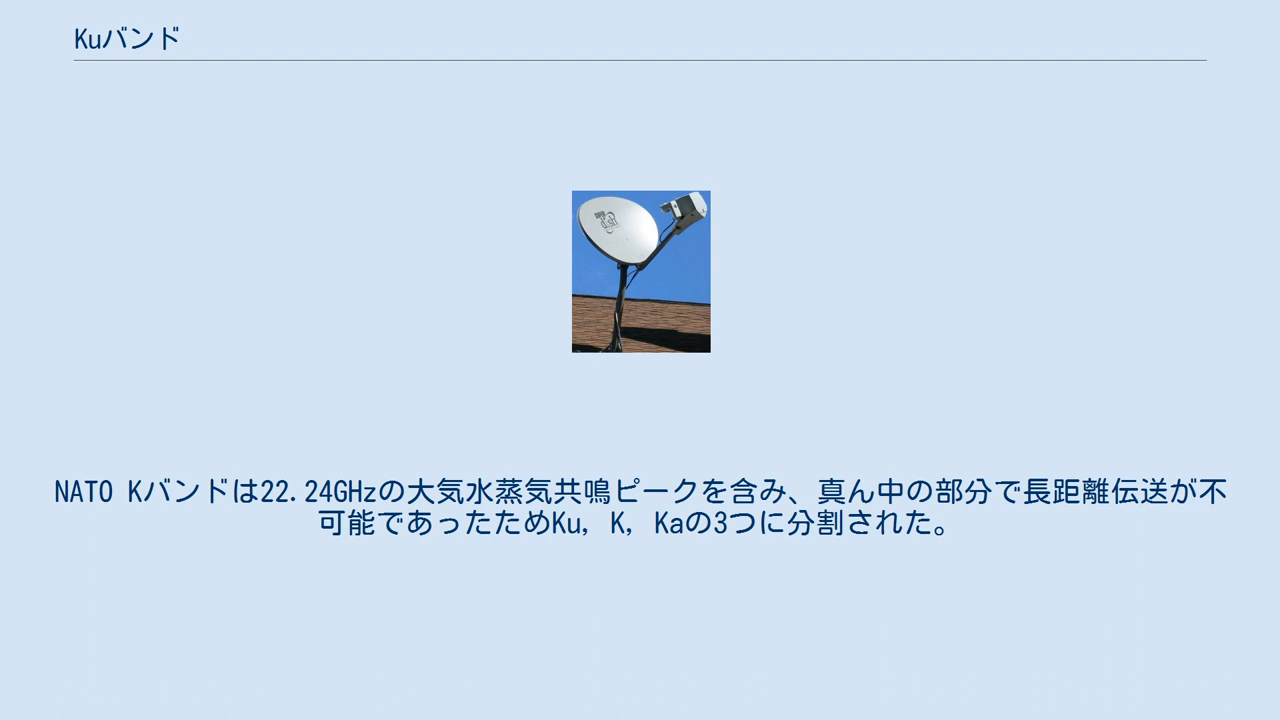 Kuバンド
NATO Kバンドは22.24GHzの大気水蒸気共鳴ピークを含み、真ん中の部分で長距離伝送が不
可能であったためKu, K, Kaの3つに分割された。